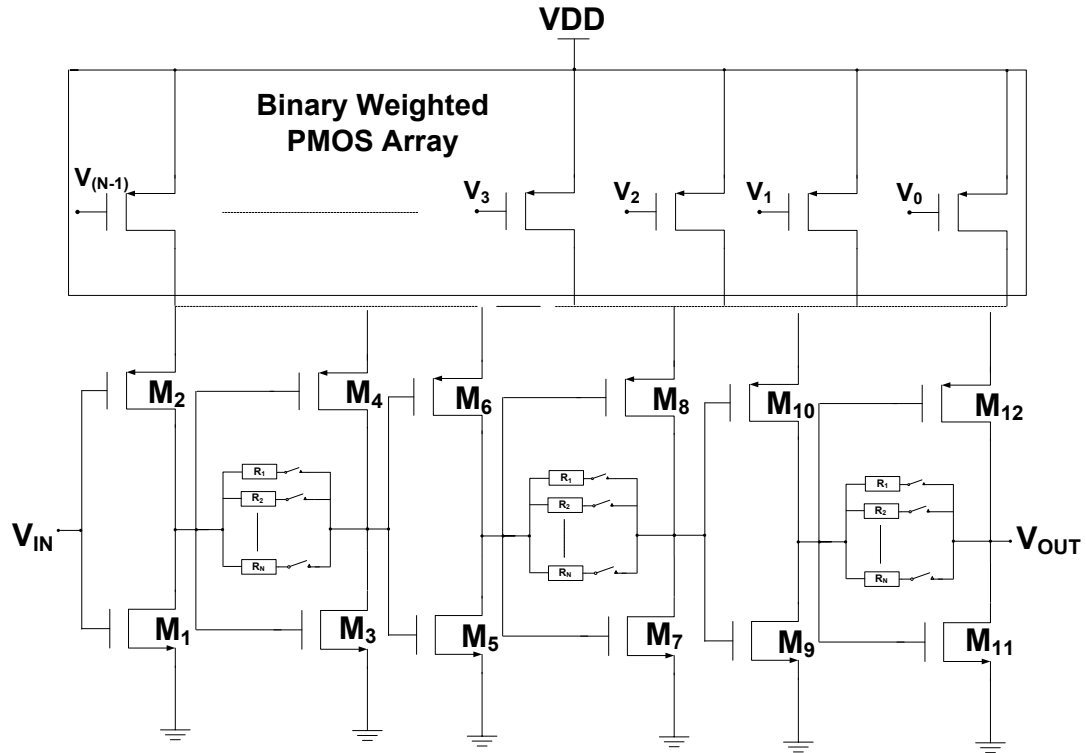 VDD
Binary Weighted
PMOS Array
V(N-1)
V3
V2
V1
V0
M2
M4
M6
M8
M10
M12
R1
R2
RN
R1
R2
RN
R1
R2
RN
VIN
VOUT
M1
M3
M5
M7
M9
M11